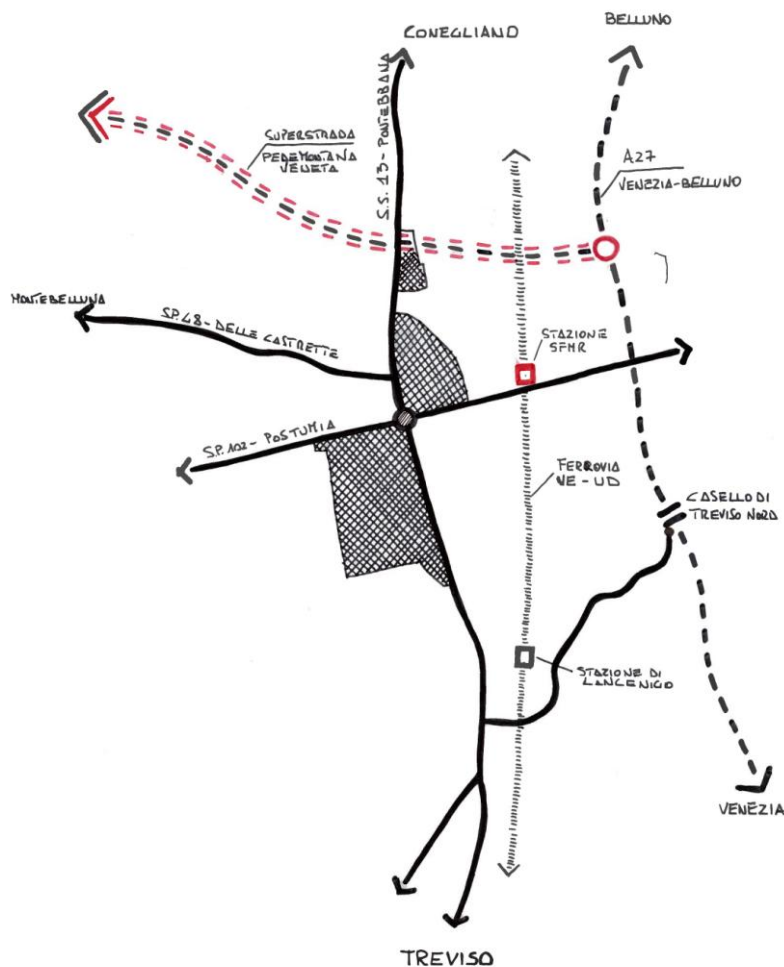 BELLUNO
CONEGLIANO
S.S. 13 - PONTEBBANA
SUPERSTRADA
PEDEMONTANA
VENETA
A27
VENEZIA-BELLUNO
MONTEBELLUNA
S.P. 48 - DELLE CASTRETTE
STAZIONE
SFMR
S.P. 102 - POSTUMIA
FERROVIA
VE - UD
CASELLO DI
TREVISO NORD
STAZIONE DI
LANCENIGO
VENEZIA
TREVISO